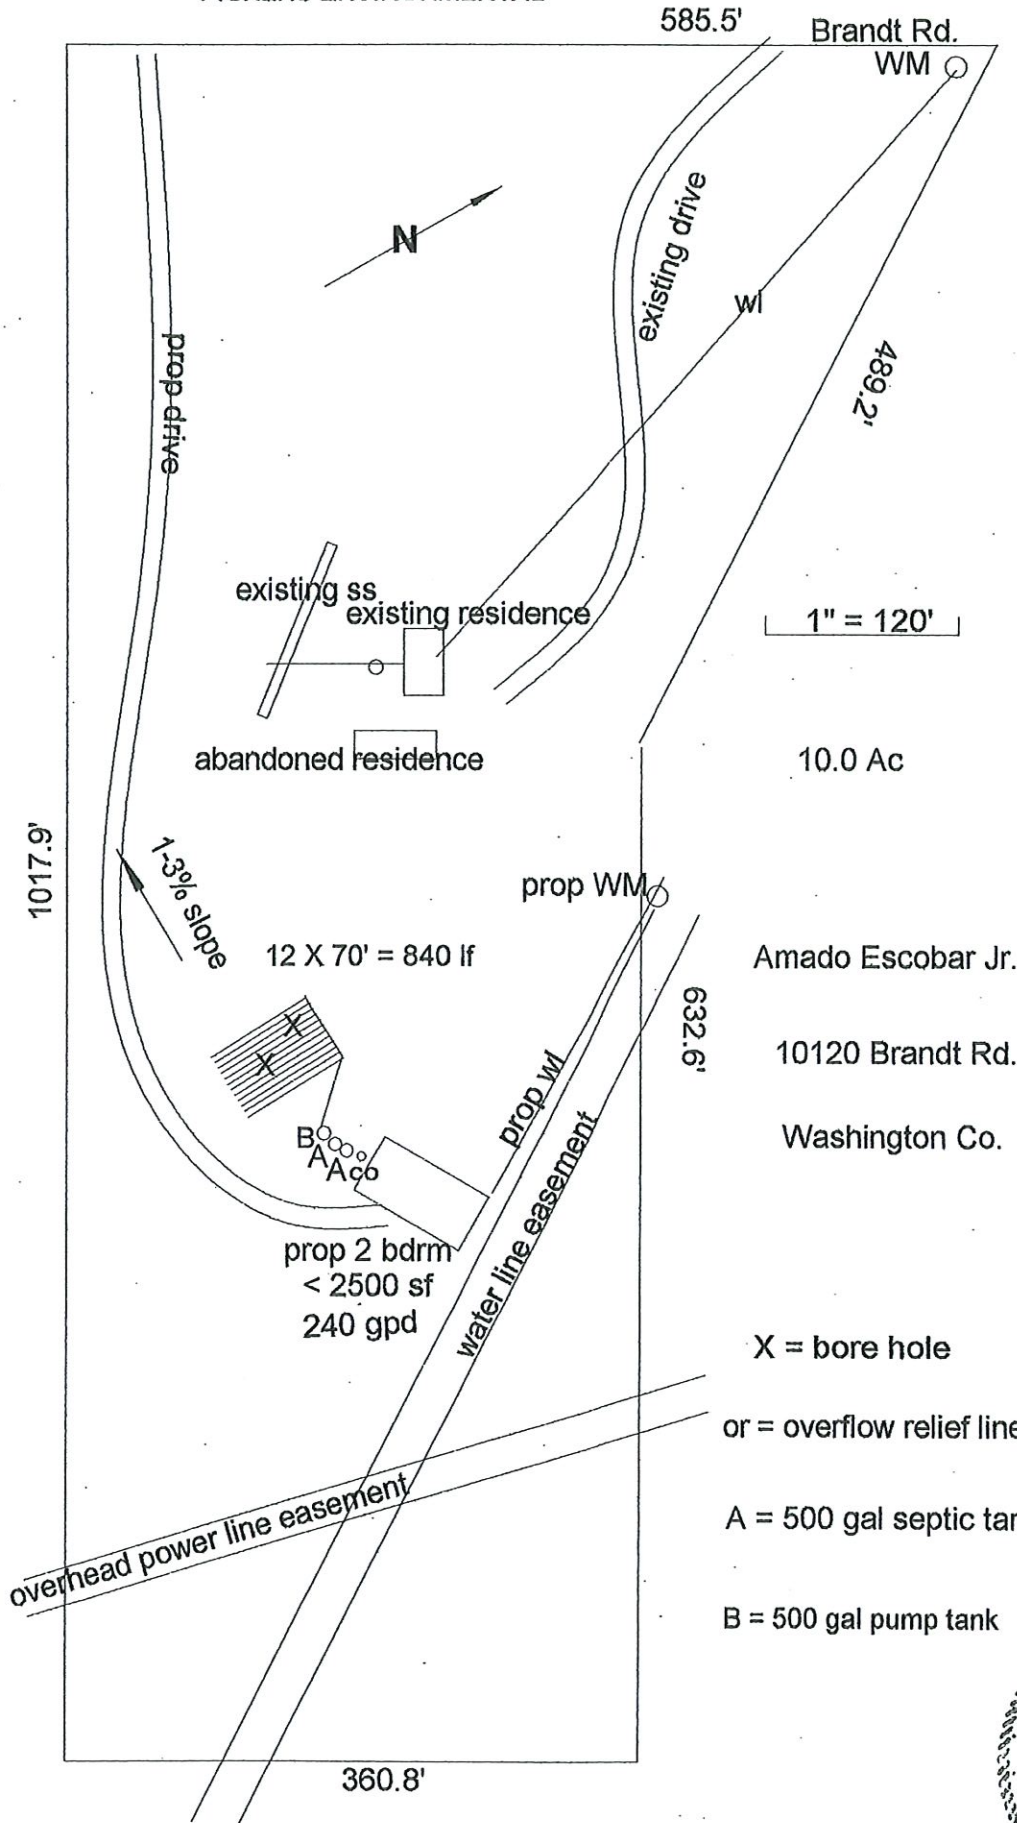 585.5'
Brandt Rd.
WM
N
existing drive
wl
489.2'
prop drive
existing ss
existing residence
1" = 120'
abandoned residence
10.0 Ac
1017.9'
1-3% slope
prop WM
12 X 70' = 840 lf
Amado Escobar Jr.
632.6'
X
X
10120 Brandt Rd.
prop wl
B
A
A
co
Washington Co.
water line easement
prop 2 bdrm
< 2500 sf
240 gpd
X = bore hole
or = overflow relief line
overhead power line easement
A = 500 gal septic
B = 500 gal pump tank
360.8'